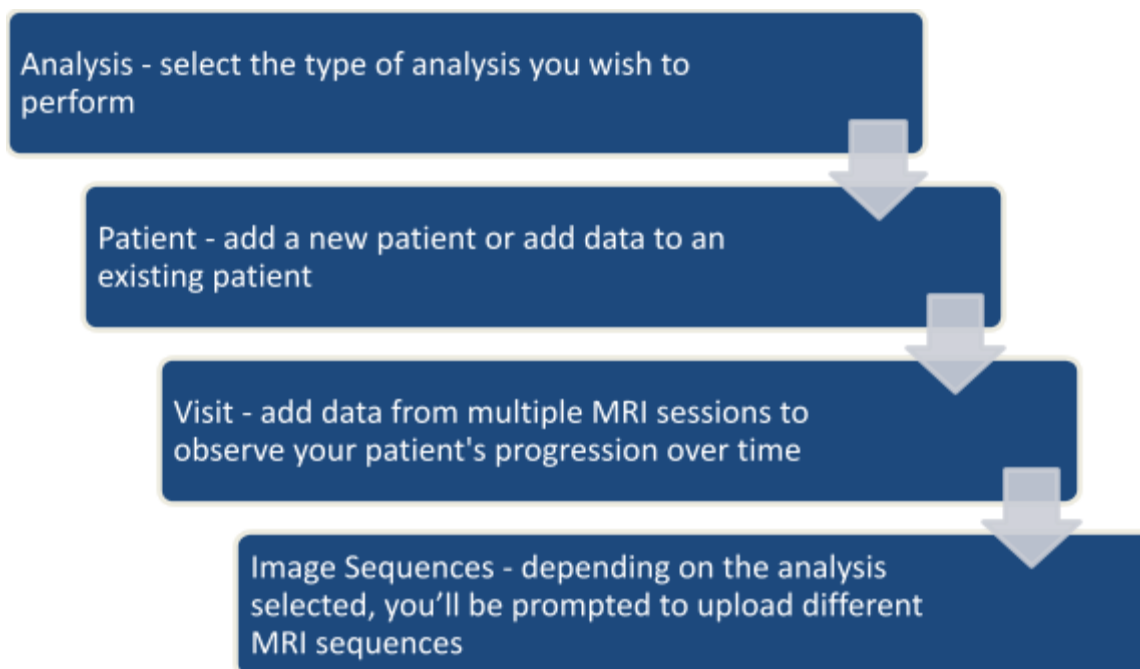 Analysis - select the type of analysis you wish to
perform
Patient - add a new patient or add data to an
existing patient
Visit - add data from multiple MRI sessions to
observe your patient's progression over time
Image Sequences - depending on the analysis
selected, you’ll be prompted to upload different
MRI sequences